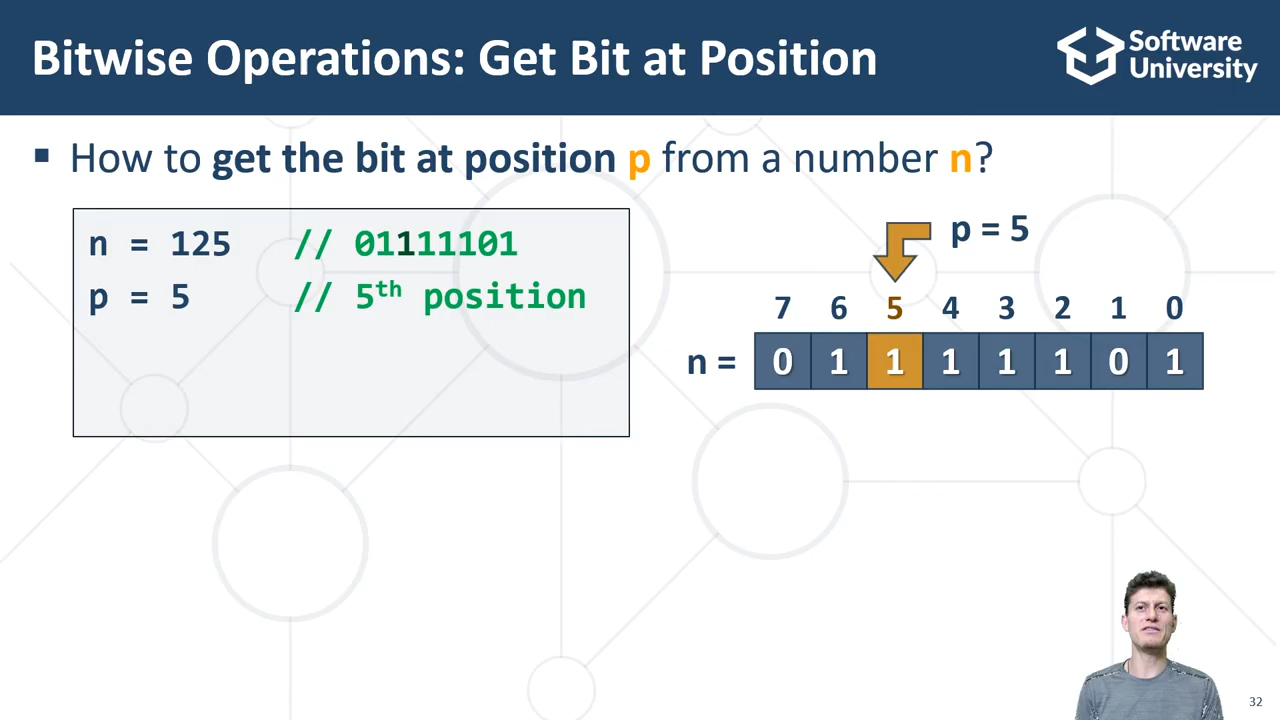 Bitwise Operations: Get Bit at Position
Software
University
▪ How to get the bit at position p from a number n?
n = 125 // 01111101
p = 5 // 5th position
p = 5
7 6 5 4 3 2 1 0
n = 0 1 1 1 1 1 0 1
32